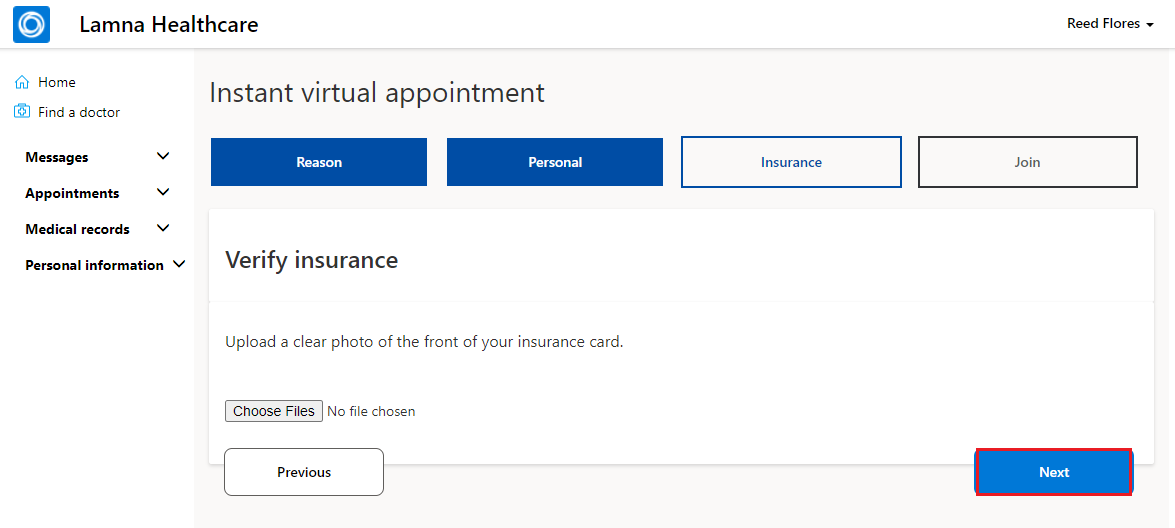 Lamna Healthcare
Reed Flores
Home
Find a doctor
Messages
Appointments
Medical records
Personal information
Instant virtual appointment
Reason
Personal
Insurance
Join
Verify insurance
Upload a clear photo of the front of your insurance card.
Choose Files No file chosen
Previous
Next